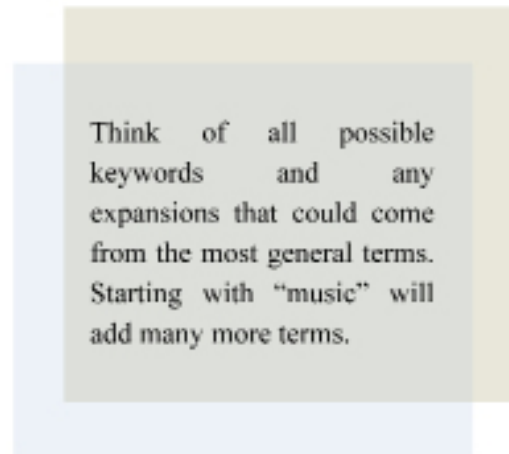 Think of all possible
keywords and any
expansions that could come
from the most general terms.
Starting with “music” will
add many more terms.